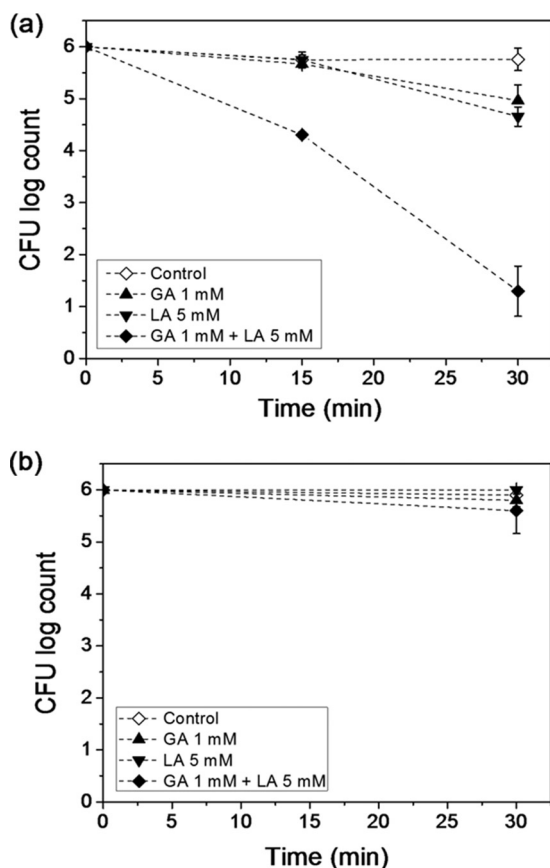 (a)
6
5
4
3
2
1
0
CFU log count
Control
GA 1 mM
LA 5 mM
GA 1 mM + LA 5 mM
0 5 10 15 20 25 30
Time (min)
(b)
6
5
4
3
2
1
0
CFU log count
Control
GA 1 mM
LA 5 mM
GA 1 mM + LA 5 mM
0 5 10 15 20 25 30
Time (min)